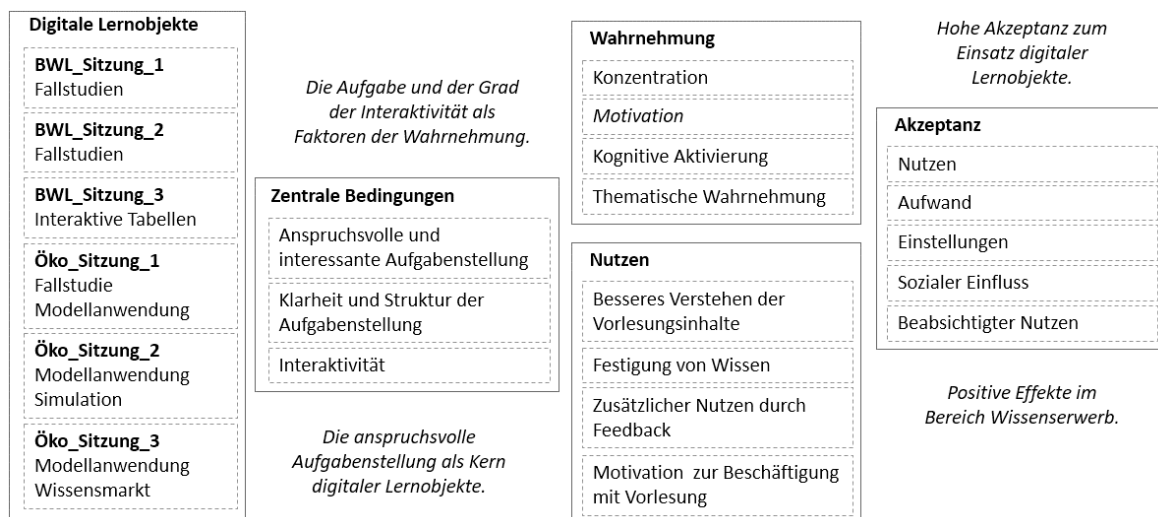 Digitale Lernobjekte
BWL_Sitzung_1
Fallstudien
BWL_Sitzung_2
Fallstudien
BWL_Sitzung_3
Interaktive Tabellen
Öko_Sitzung_1
Fallstudie
Modellanwendung
Öko_Sitzung_2
Modellanwendung
Simulation
Öko_Sitzung_3
Modellanwendung
Wissensmarkt
Die Aufgabe und der Grad
der Interaktivität als
Faktoren der Wahrnehmung.
Zentrale Bedingungen
Anspruchsvolle und
interessante Aufgabenstellung
Klarheit und Struktur der
Aufgabenstellung
Interaktivität
Die anspruchsvolle
Aufgabenstellung als Kern
digitaler Lernobjekte.
Wahrnehmung
Konzentration
Motivation
Kognitive Aktivierung
Thematische Wahrnehmung
Nutzen
Besseres Verstehen der
Vorlesungsinhalte
Festigung von Wissen
Zusätzlicher Nutzen durch
Feedback
Motivation zur Beschäftigung
mit Vorlesung
Hohe Akzeptanz zum
Einsatz digitaler
Lernobjekte.
Akzeptanz
Nutzen
Aufwand
Einstellungen
Sozialer Einfluss
Beabsichtigter Nutzen
Positive Effekte im
Bereich Wissenserwerb.